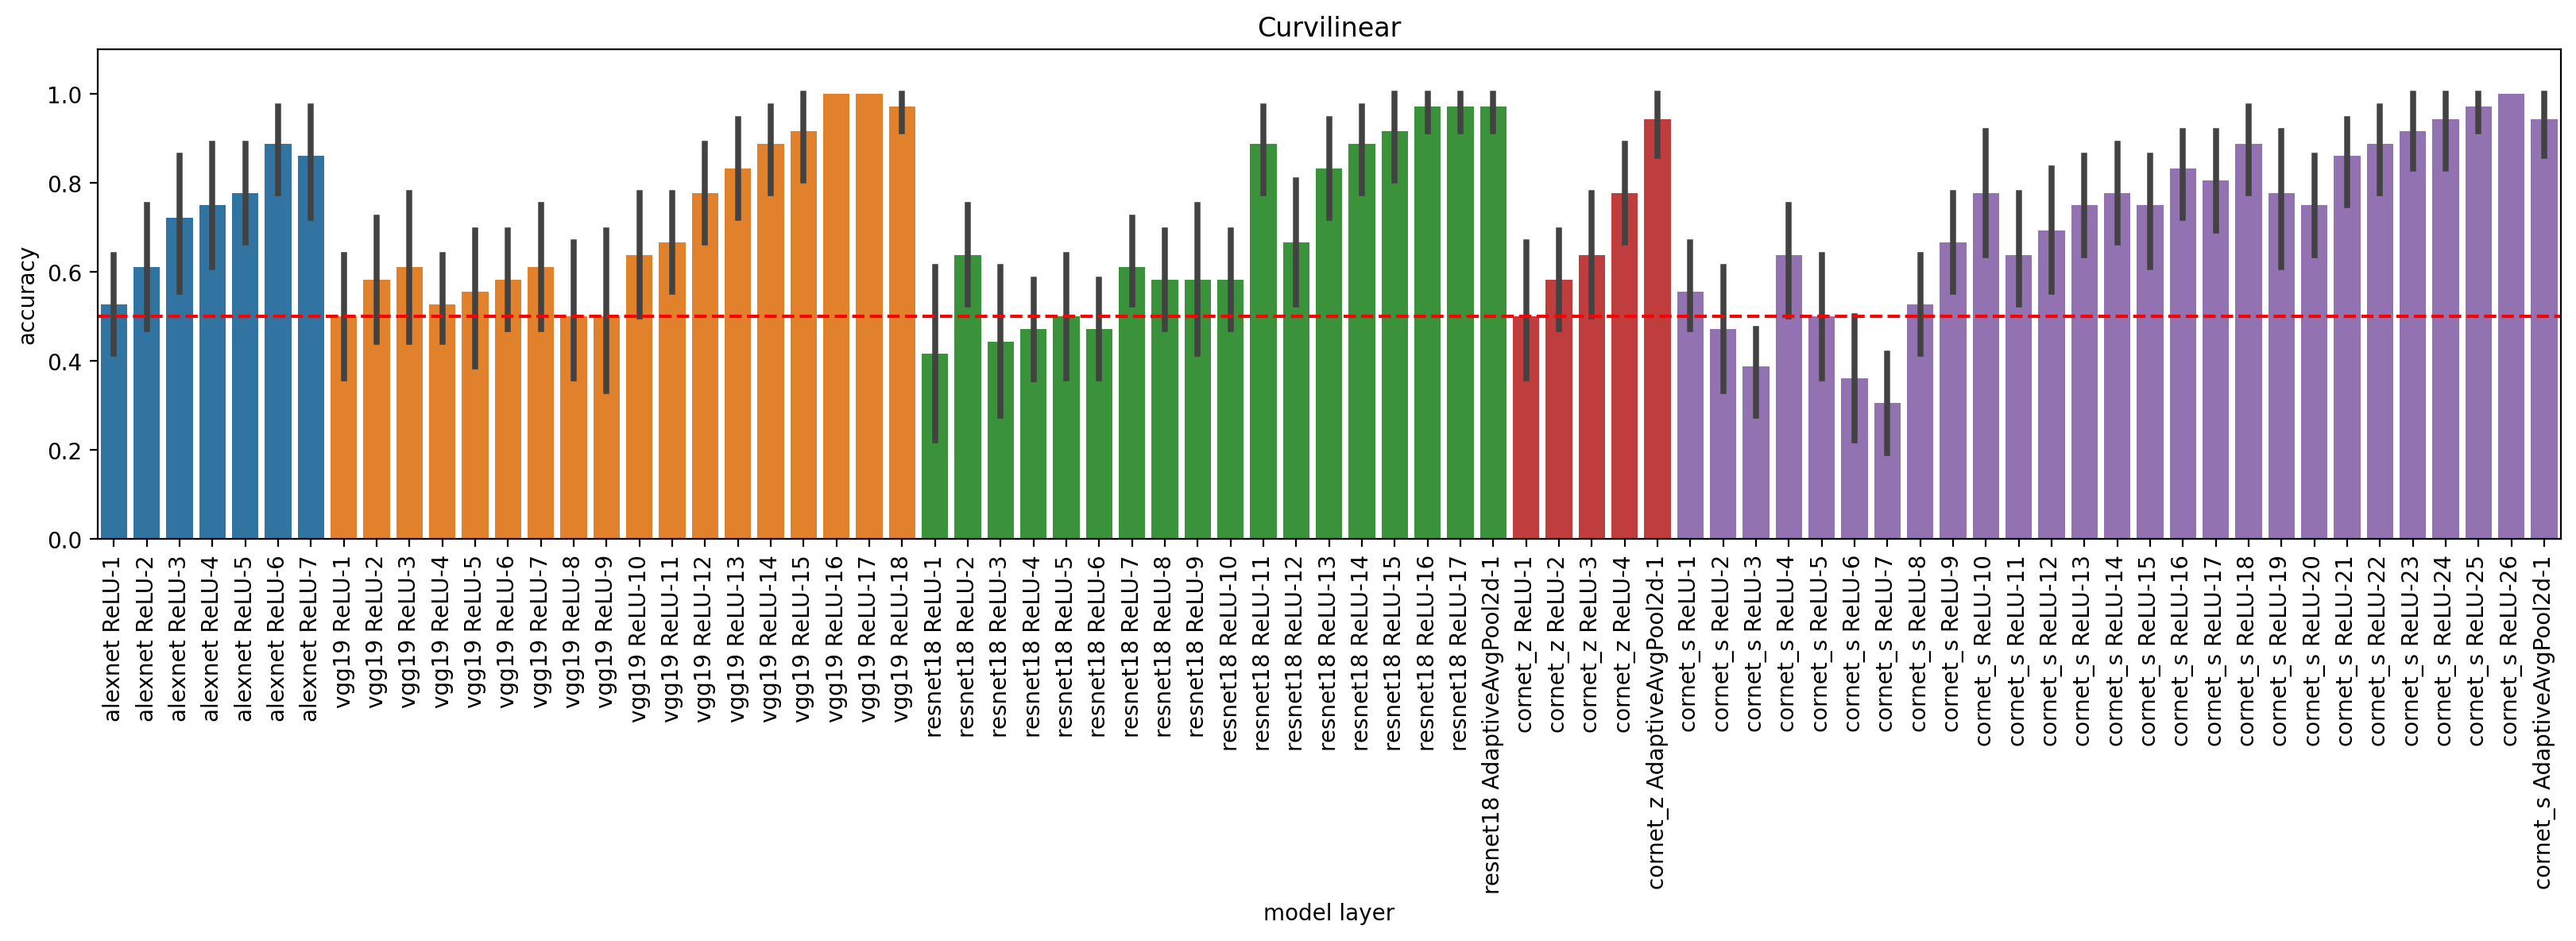 Curvilinear
accuracy
1.0
0.8
0.6
0.4
0.2
0.0
alexnet ReLU-1
alexnet ReLU-2
alexnet ReLU-3
alexnet ReLU-4
alexnet ReLU-5
alexnet ReLU-6
alexnet ReLU-7
vgg19 ReLU-1
vgg19 ReLU-2
vgg19 ReLU-3
vgg19 ReLU-4
vgg19 ReLU-5
vgg19 ReLU-6
vgg19 ReLU-7
vgg19 ReLU-8
vgg19 ReLU-9
vgg19 ReLU-10
vgg19 ReLU-11
vgg19 ReLU-12
vgg19 ReLU-13
vgg19 ReLU-14
vgg19 ReLU-15
vgg19 ReLU-16
vgg19 ReLU-17
vgg19 ReLU-18
resnet18 ReLU-1
resnet18 ReLU-2
resnet18 ReLU-3
resnet18 ReLU-4
resnet18 ReLU-5
resnet18 ReLU-6
resnet18 ReLU-7
resnet18 ReLU-8
resnet18 ReLU-9
resnet18 ReLU-10
resnet18 ReLU-11
resnet18 ReLU-12
resnet18 ReLU-13
resnet18 ReLU-14
resnet18 ReLU-15
resnet18 ReLU-16
resnet18 ReLU-17
resnet18 AdaptiveAvgPool2d-1
cornet_z ReLU-1
cornet_z ReLU-2
cornet_z ReLU-3
cornet_z ReLU-4
cornet_z AdaptiveAvgPool2d-1
cornet_s ReLU-1
cornet_s ReLU-2
cornet_s ReLU-3
cornet_s ReLU-4
cornet_s ReLU-5
cornet_s ReLU-6
cornet_s ReLU-7
cornet_s ReLU-8
cornet_s ReLU-9
cornet_s ReLU-10
cornet_s ReLU-11
cornet_s ReLU-12
cornet_s ReLU-13
cornet_s ReLU-14
cornet_s ReLU-15
cornet_s ReLU-16
cornet_s ReLU-17
cornet_s ReLU-18
cornet_s ReLU-19
cornet_s ReLU-20
cornet_s ReLU-21
cornet_s ReLU-22
cornet_s ReLU-23
cornet_s ReLU-24
cornet_s ReLU-25
cornet_s ReLU-26
cornet_s AdaptiveAvgPool2d-1
model layer